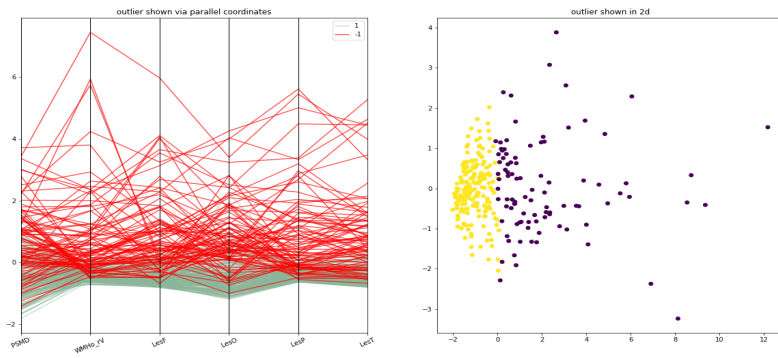 outlier shown via parallel coordinates
1
-1
6
4
2
0
−2
PSMD
WMHo_rV
LesF
LesO
LesP
LesT
outlier shown in 2d
4
3
2
1
0
−1
−2
−3
−2 0 2 4 6 8 10 12